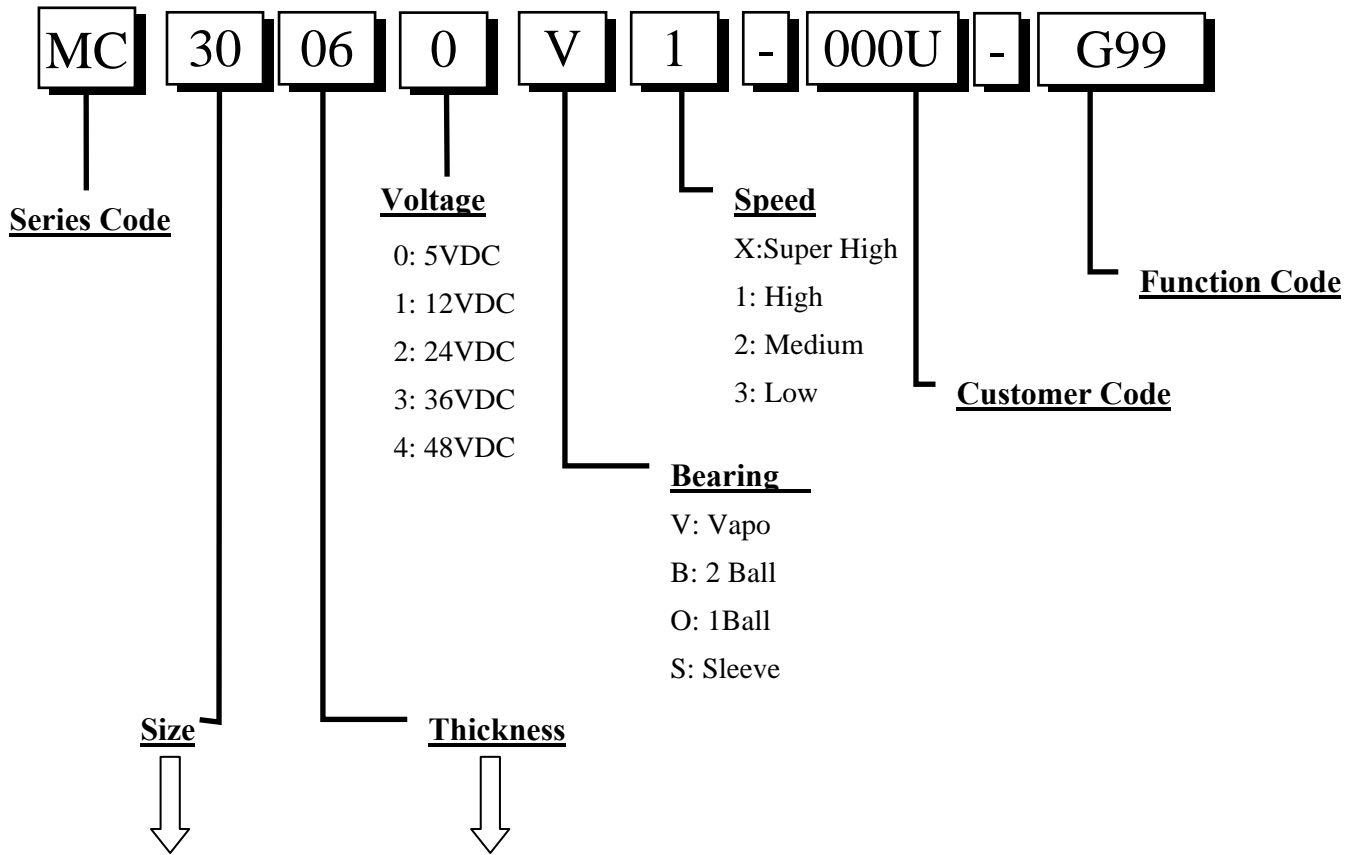 MC 30 06 0 V 1 - 000U - G99
Series Code
Voltage
0: 5VDC
1: 12VDC
2: 24VDC
3: 36VDC
4: 48VDC
Speed
X:Super High
1: High
2: Medium
3: Low
Function Code
Customer Code
Bearing
V: Vapo
B: 2 Ball
O: 1Ball
S: Sleeve
Size
Thickness